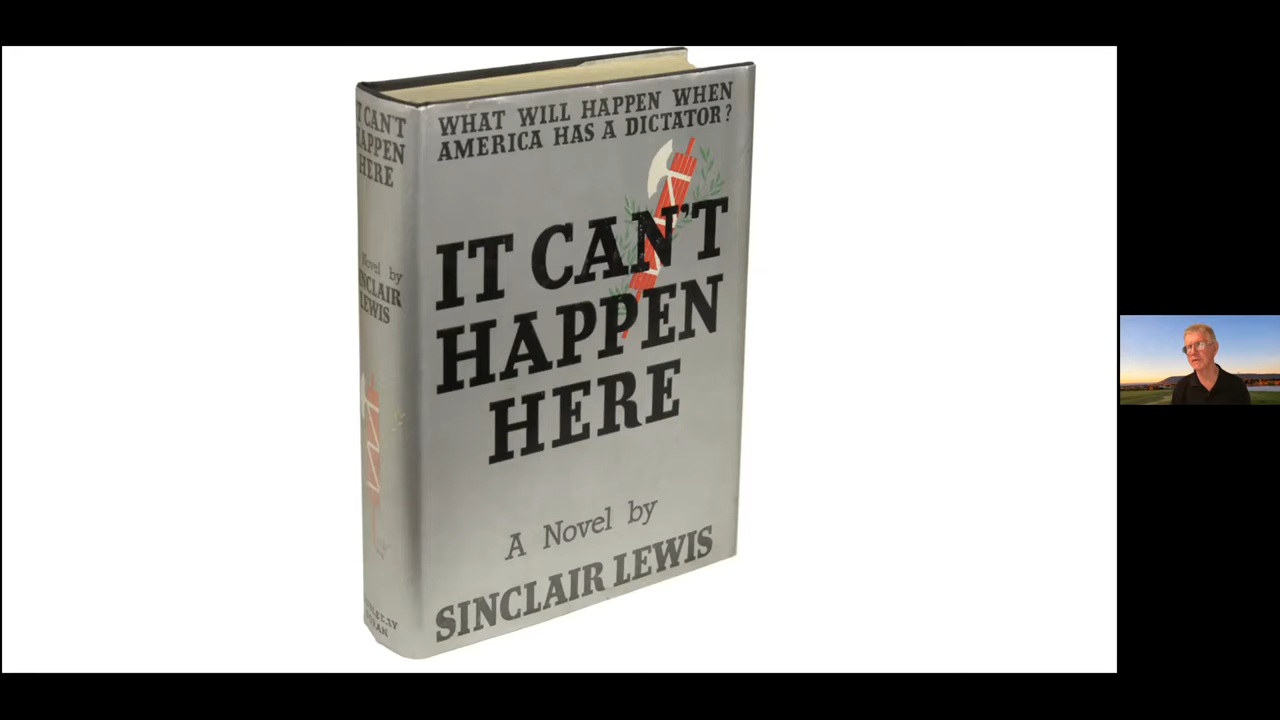 WHAT WILL HAPPEN WHEN
AMERICA HAS A DICTATOR?
IT CAN'T
HAPPEN
HERE
A Novel by
SINCLAIR LEWIS
T CAN'T
HAPPEN
HERE
Novel by
SINCLAIR
LEWIS